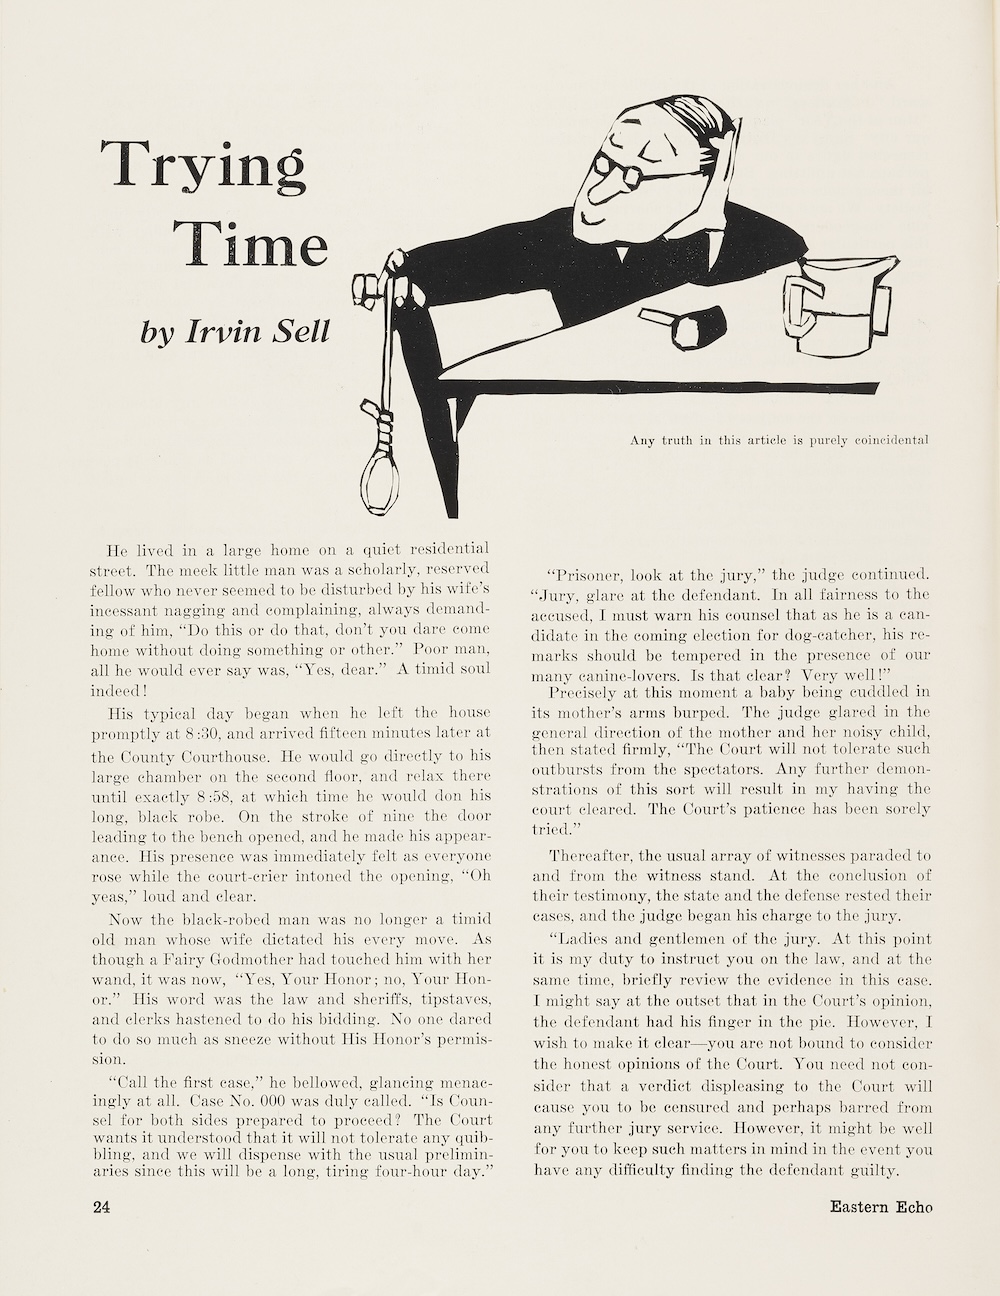 Trying
Time
by Irvin Sell
Any truth in this article is purely coincidental
He lived in a large home on a quiet residential
street. The meek little man was a scholarly, reserved
fellow who never seemed to be disturbed by his wife's
incessant nagging and complaining, always demand-
ing of him, "Do this or do that, don't you dare come
home without doing something or other." Poor man,
all he would ever say was, "Yes, dear." A timid soul
indeed!
His typical day began when he left the house
promptly at 8:30, and arrived fifteen minutes later at
the County Courthouse. He would go directly to his
large chamber on the second floor, and relax there
until exactly 8:58, at which time he would don his
long, black robe. On the stroke of nine the door
leading to the bench opened, and he made his appear-
ance. His presence was immediately felt as everyone
rose while the court-crier intoned the opening, "Oh
yeas," loud and clear.
Now the black-robed man was no longer a timid
old man whose wife dictated his every move. As
though a Fairy Godmother had touched him with her
wand, it was now, "Yes, Your Honor; no, Your Hon-
or." His word was the law and sheriffs, tipstaves,
and clerks hastened to do his bidding. No one dared
to do so much as sneeze without His Honor's permis-
sion.
"Call the first case," he bellowed, glancing menac-
ingly at all. Case No. 000 was duly called. "Is Coun-
sel for both sides prepared to proceed? The Court
wants it understood that it will not tolerate any quib-
bling, and we will dispense with the usual prelimin-
aries since this will be a long, tiring four-hour day."
"Prisoner, look at the jury," the judge continued.
"Jury, glare at the defendant. In all fairness to the
accused, I must warn his counsel that as he is a can-
didate in the coming election for dog-catcher, his re-
marks should be tempered in the presence of our
many canine-lovers. Is that clear? Very well!"
Precisely at this moment a baby being cuddled in
its mother's arms burped. The judge glared in the
general direction of the mother and her noisy child,
then stated firmly, "The Court will not tolerate such
outbursts from the spectators. Any further demon-
strations of this sort will result in my having the
court cleared. The Court's patience has been sorely
tried."
Thereafter, the usual array of witnesses paraded to
and from the witness stand. At the conclusion of
their testimony, the state and the defense rested their
cases, and the judge began his charge to the jury.
"Ladies and gentlemen of the jury. At this point
it is my duty to instruct you on the law, and at the
same time, briefly review the evidence in this case.
I might say at the outset that in the Court's opinion,
the defendant had his finger in the pie. However, I
wish to make it clear—you are not bound to consider
the honest opinions of the Court. You need not con-
sider that a verdict displeasing to the Court will
cause you to be censured and perhaps barred from
any further jury service. However, it might be well
for you to keep such matters in mind in the event you
have any difficulty finding the defendant guilty.
24
Eastern Echo